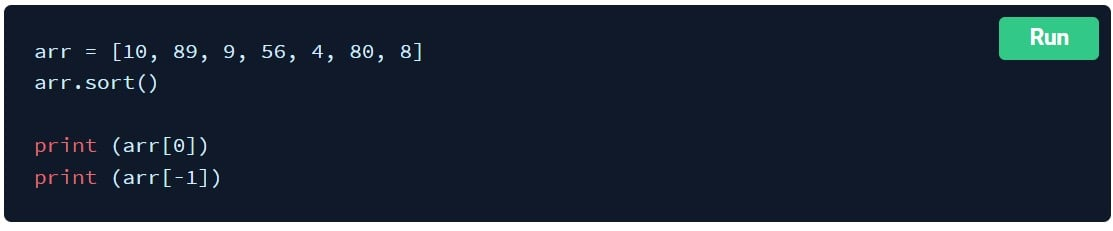 Run
arr = [10, 89, 9, 56, 4, 80, 8]
arr.sort()
print (arr[0])
print (arr[-1])